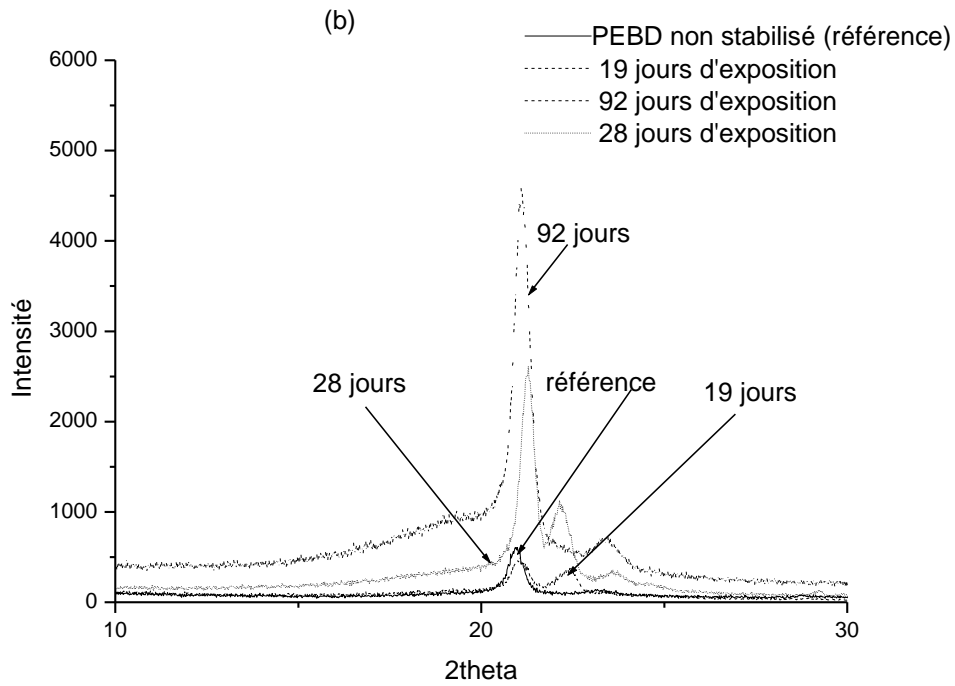 (b)
PEBD non stabilisé (référence)
19 jours d'exposition
92 jours d'exposition
28 jours d'exposition
6000
5000
4000
3000
2000
1000
0
Intensité
92 jours
28 jours
référence
19 jours
10
20
30
2theta